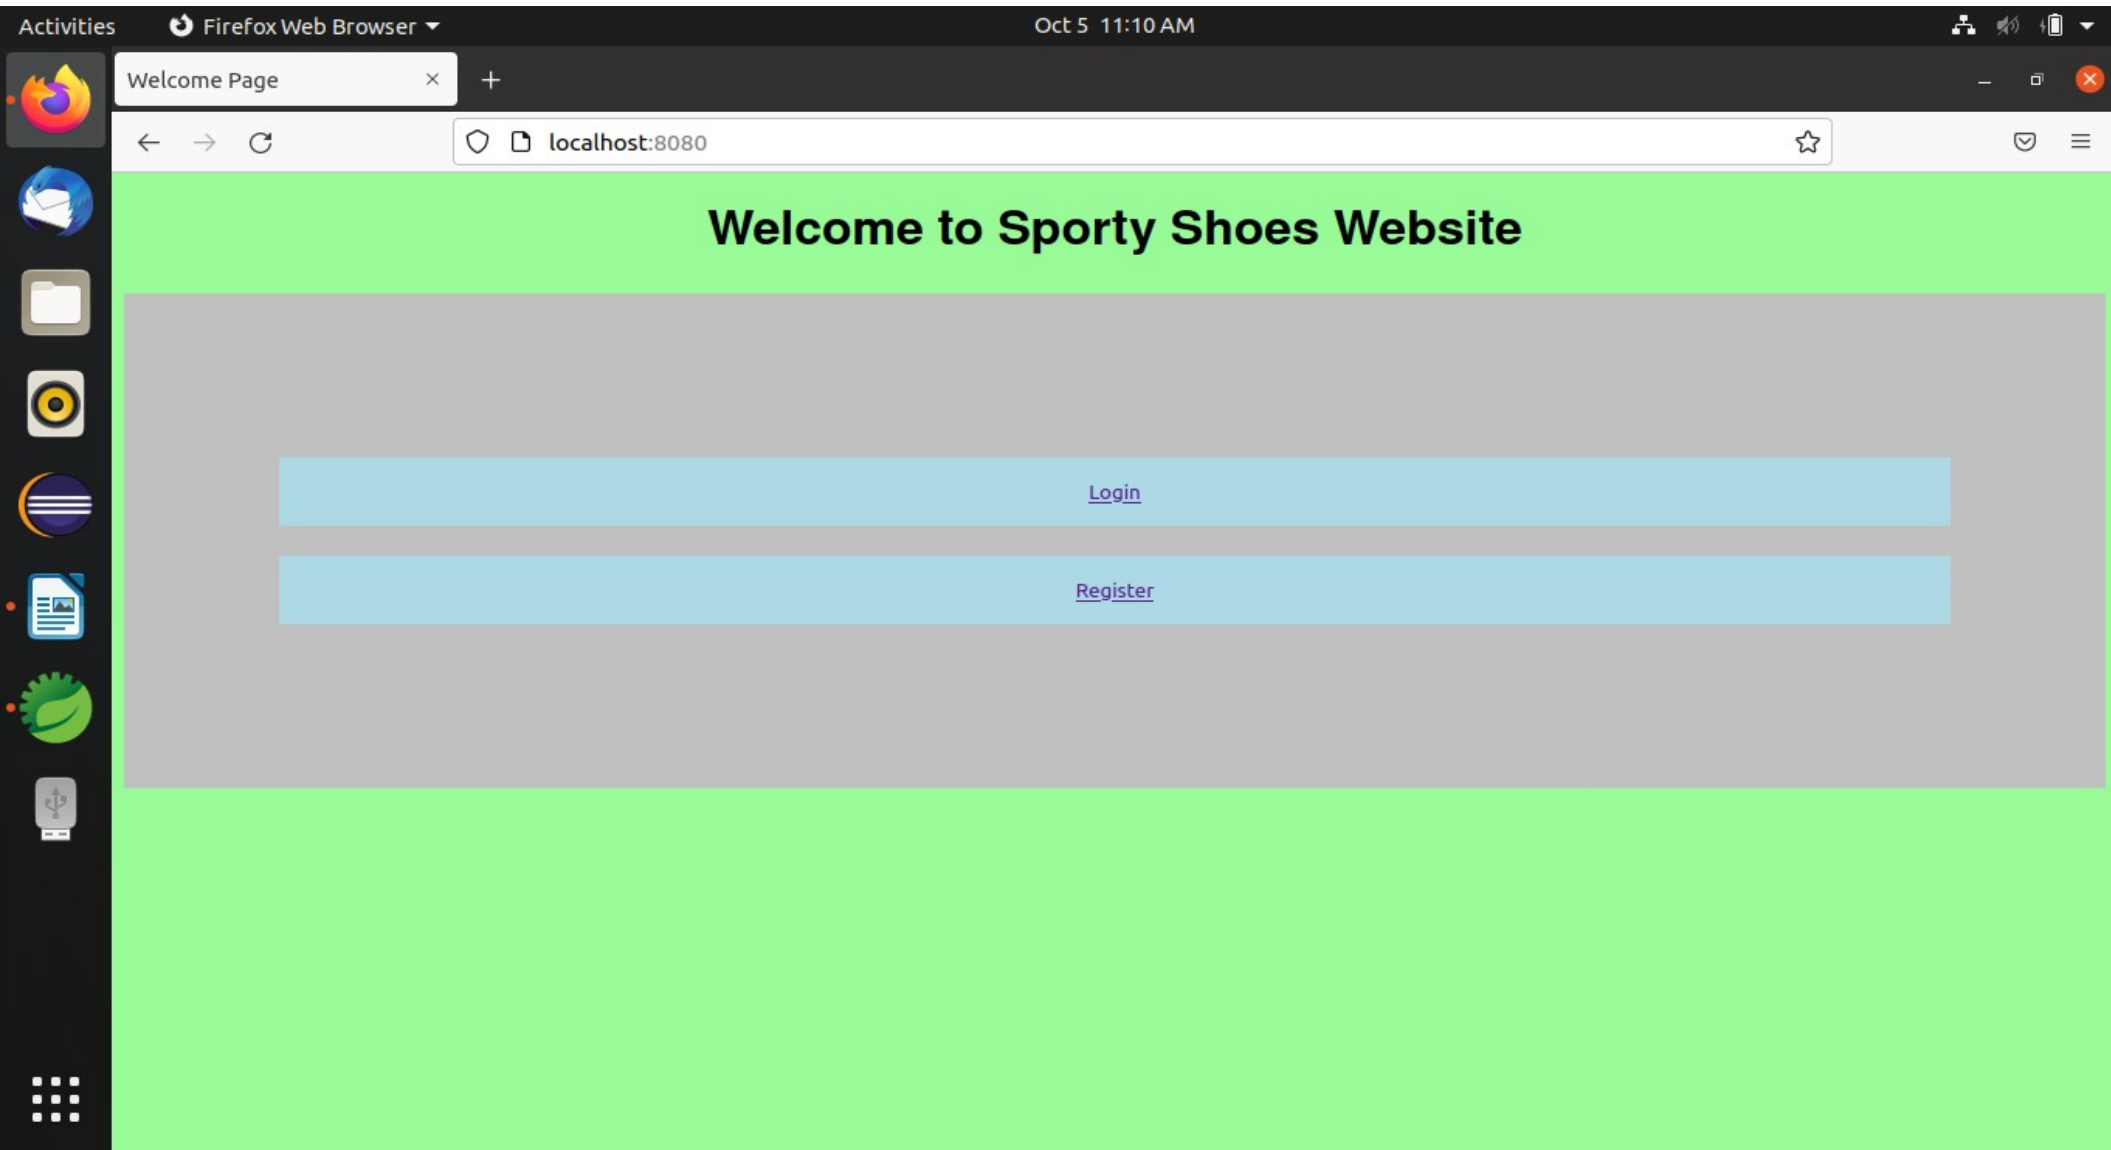 Activities Firefox Web Browser Oct 5 11:10 AM
Welcome Page
localhost:8080
Welcome to Sporty Shoes Website
Login
Register